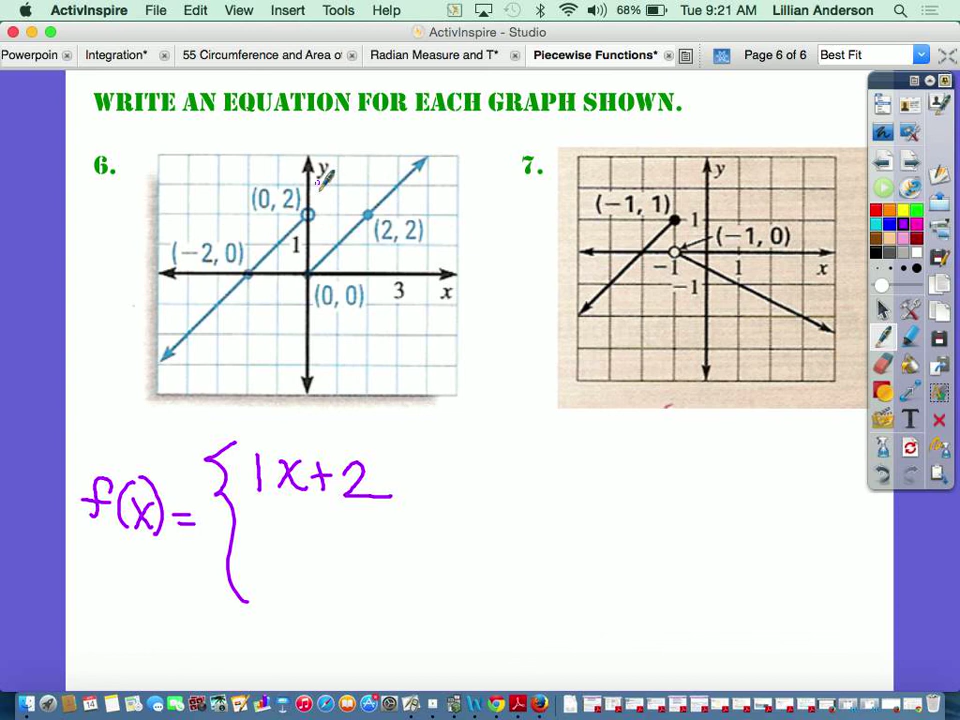 ActivInspire File Edit View Insert Tools Help 68% Tue 9:21 AM Lillian Anderson
ActivInspire - Studio
Powerpoin Integration* 55 Circumference and Area of Radian Measure and T* Piecewise Functions* Page 6 of 6 Best Fit
WRITE AN EQUATION FOR EACH GRAPH SHOWN.
6.
y
(0, 2)
(2, 2)
(−2, 0)
1
(0, 0)
3
x
7.
y
(−1, 1)
1
(−1, 0)
−1
1
x
−1
f(x) = { 1x+2